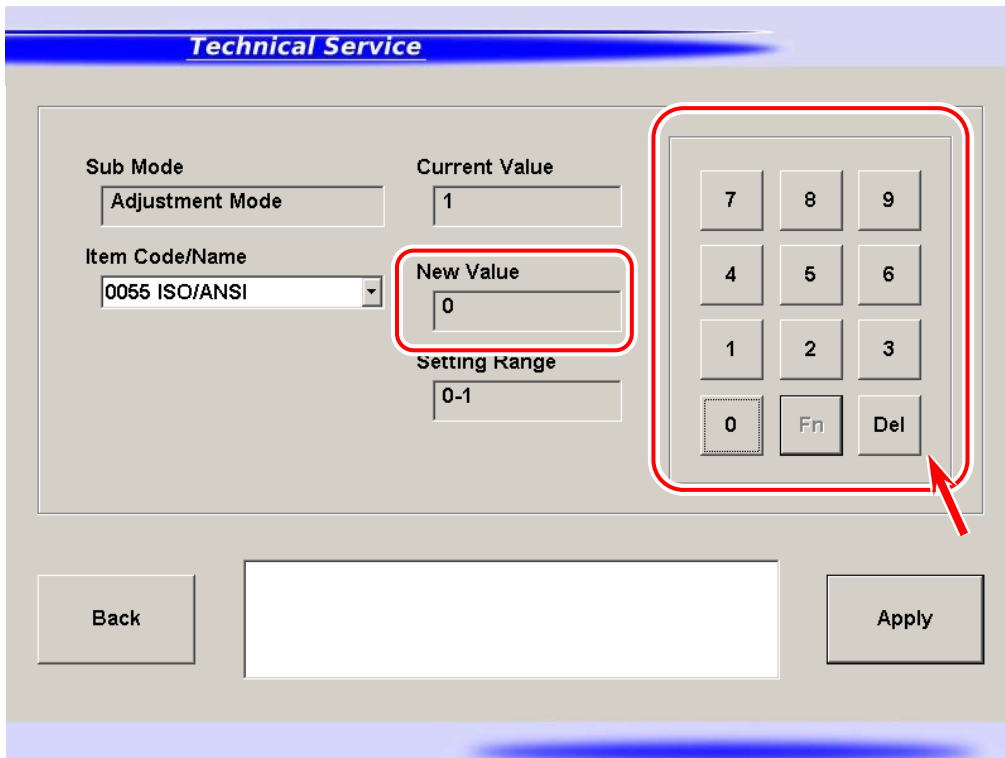 Technical Service
Sub Mode
Adjustment Mode
Item Code/Name
0055 ISO/ANSI
Current Value
1
New Value
0
Setting Range
0-1
7 8 9
4 5 6
1 2 3
0 Fn Del
Back
Apply